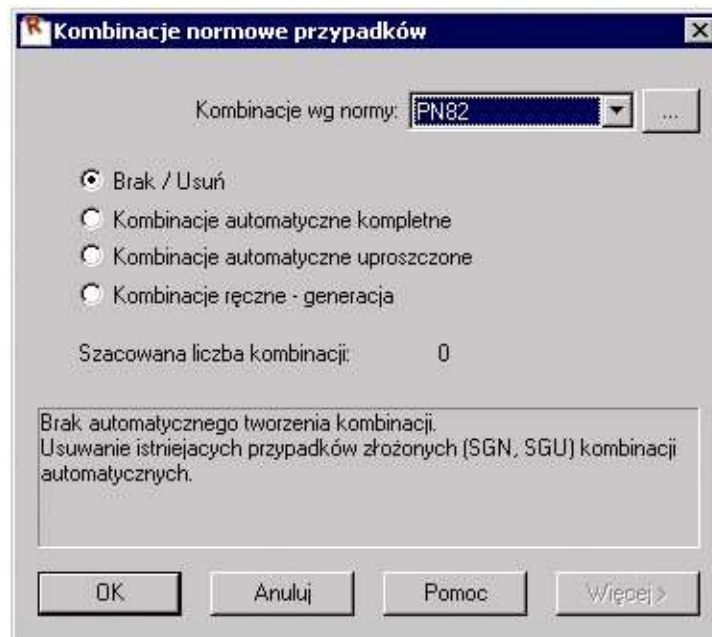 Kombinacje normowe przypadków
Kombinacje wg normy: PN82 ...
Brak / Usuń
Kombinacje automatyczne kompletne
Kombinacje automatyczne uproszczone
Kombinacje ręczne - generacja
Szacowana liczba kombinacji: 0
Brak automatycznego tworzenia kombinacji.
Usuwanie istniejacych przypadków złożonych (SGN, SGU) kombinacji
automatycznych.
OK Anuluj Pomoc Więcej >